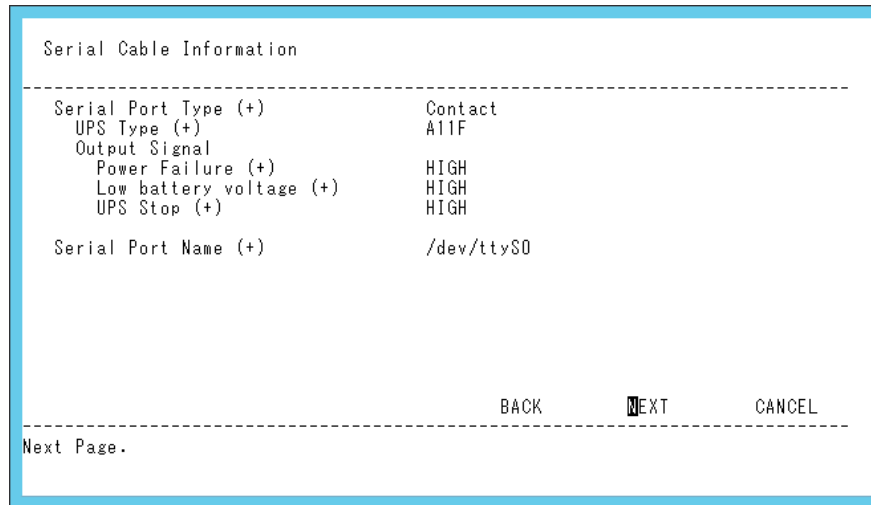 Serial Cable Information
Serial Port Type (+) Contact
UPS Type (+) A11F
Output Signal
Power Failure (+) HIGH
Low battery voltage (+) HIGH
UPS Stop (+) HIGH
Serial Port Name (+) /dev/ttyS0
BACK NEXT CANCEL
Next Page.